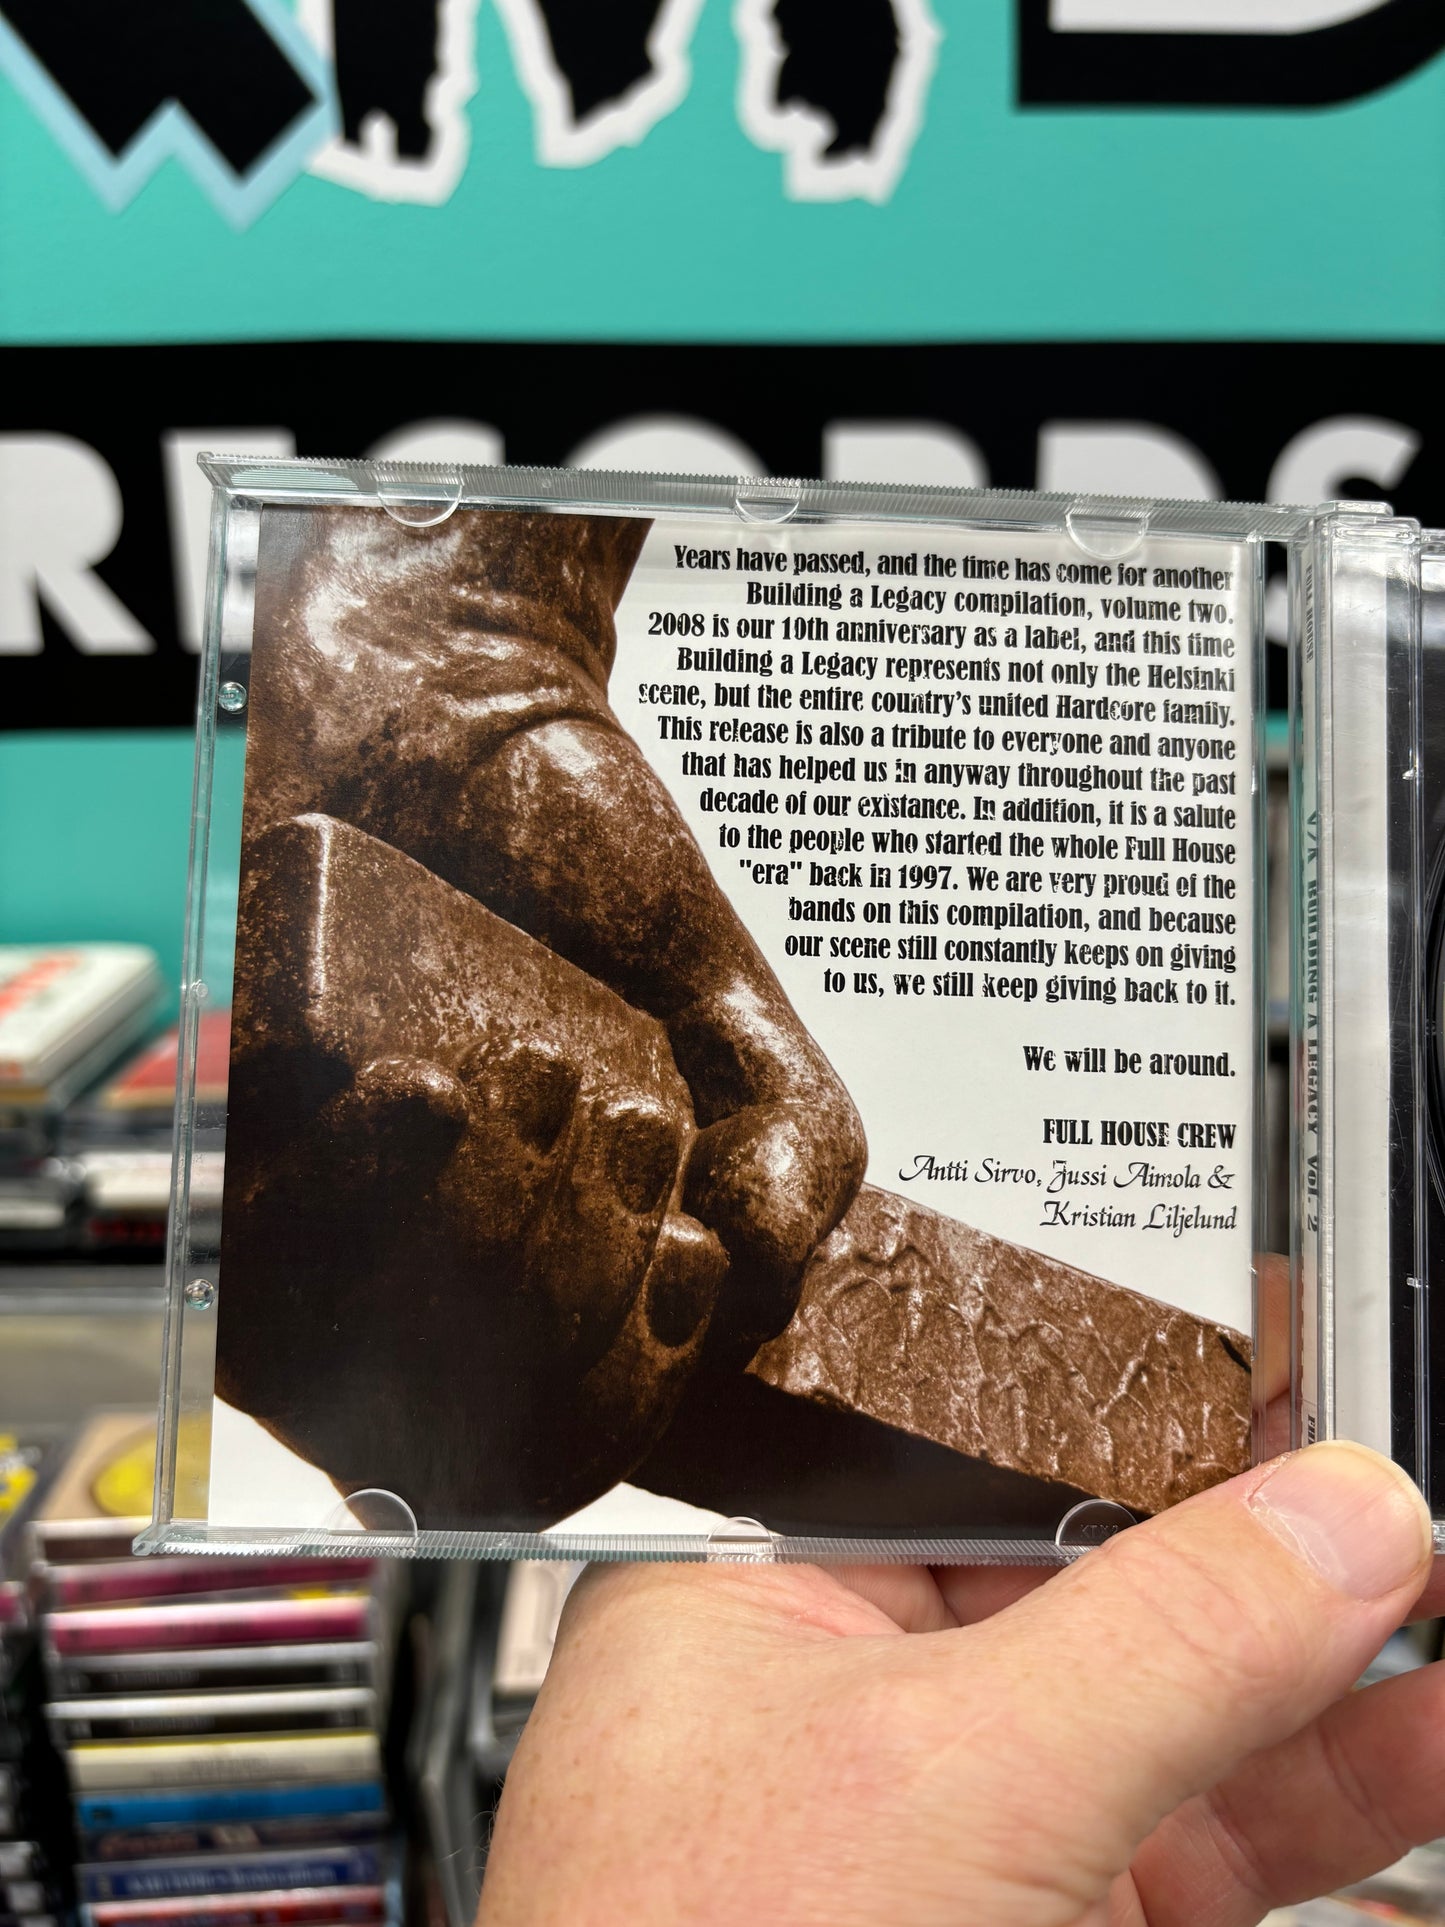 RECORDS
Years have passed, and the time has come for another
Building a Legacy compilation, volume two.
2008 is our 10th anniversary as a label, and this time
Building a Legacy represents not only the Helsinki
scene, but the entire country's united Hardcore family.
This release is also a tribute to everyone and anyone
that has helped us in anyway throughout the past
decade of our existance. In addition, it is a salute
to the people who started the whole Full House
"era" back in 1997. We are very proud of the
bands on this compilation, and because
our scene still constantly keeps on giving
to us, we still keep giving back to it.
We will be around.
FULL HOUSE CREW
Antti Sirvo, Jussi Aimola &
Kristian Liljelund
FULL HOUSE
V/A BUILDING A LEGACY VOL 2